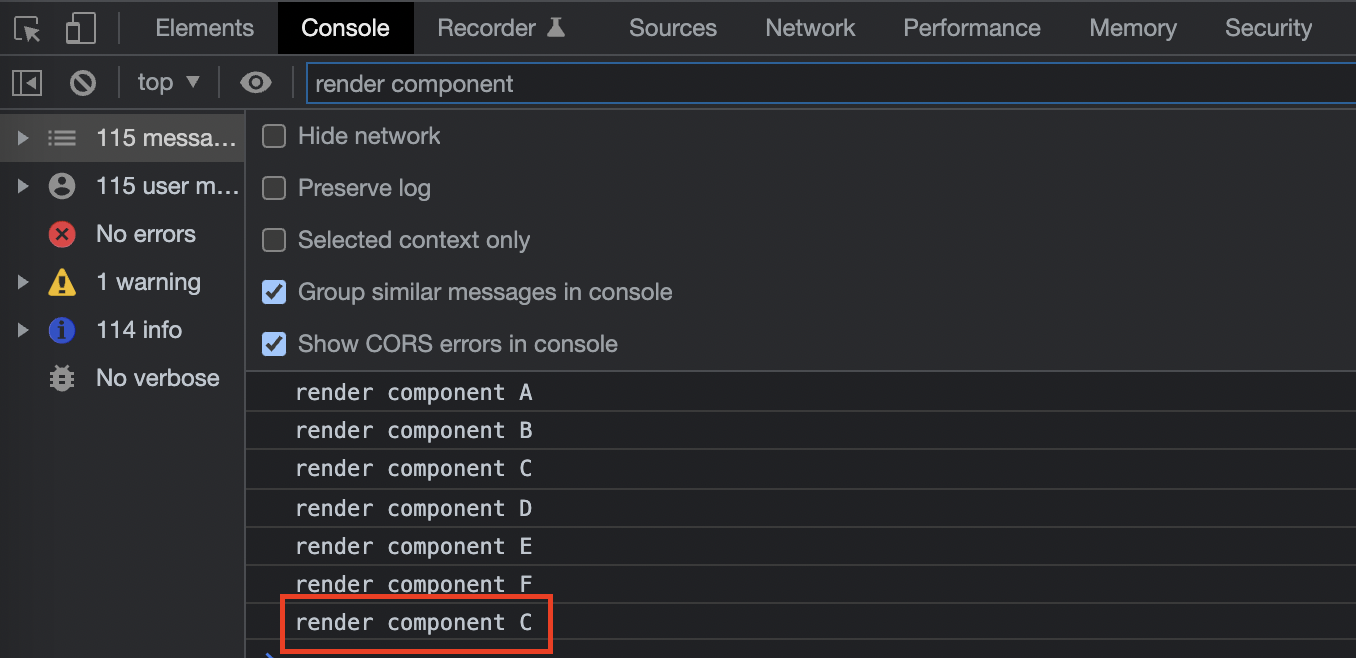 Elements Console Recorder Sources Network Performance Memory Security
top render component
115 messa...
115 user m...
No errors
1 warning
114 info
No verbose
Hide network
Preserve log
Selected context only
Group similar messages in console
Show CORS errors in console
render component A
render component B
render component C
render component D
render component E
render component F
render component C